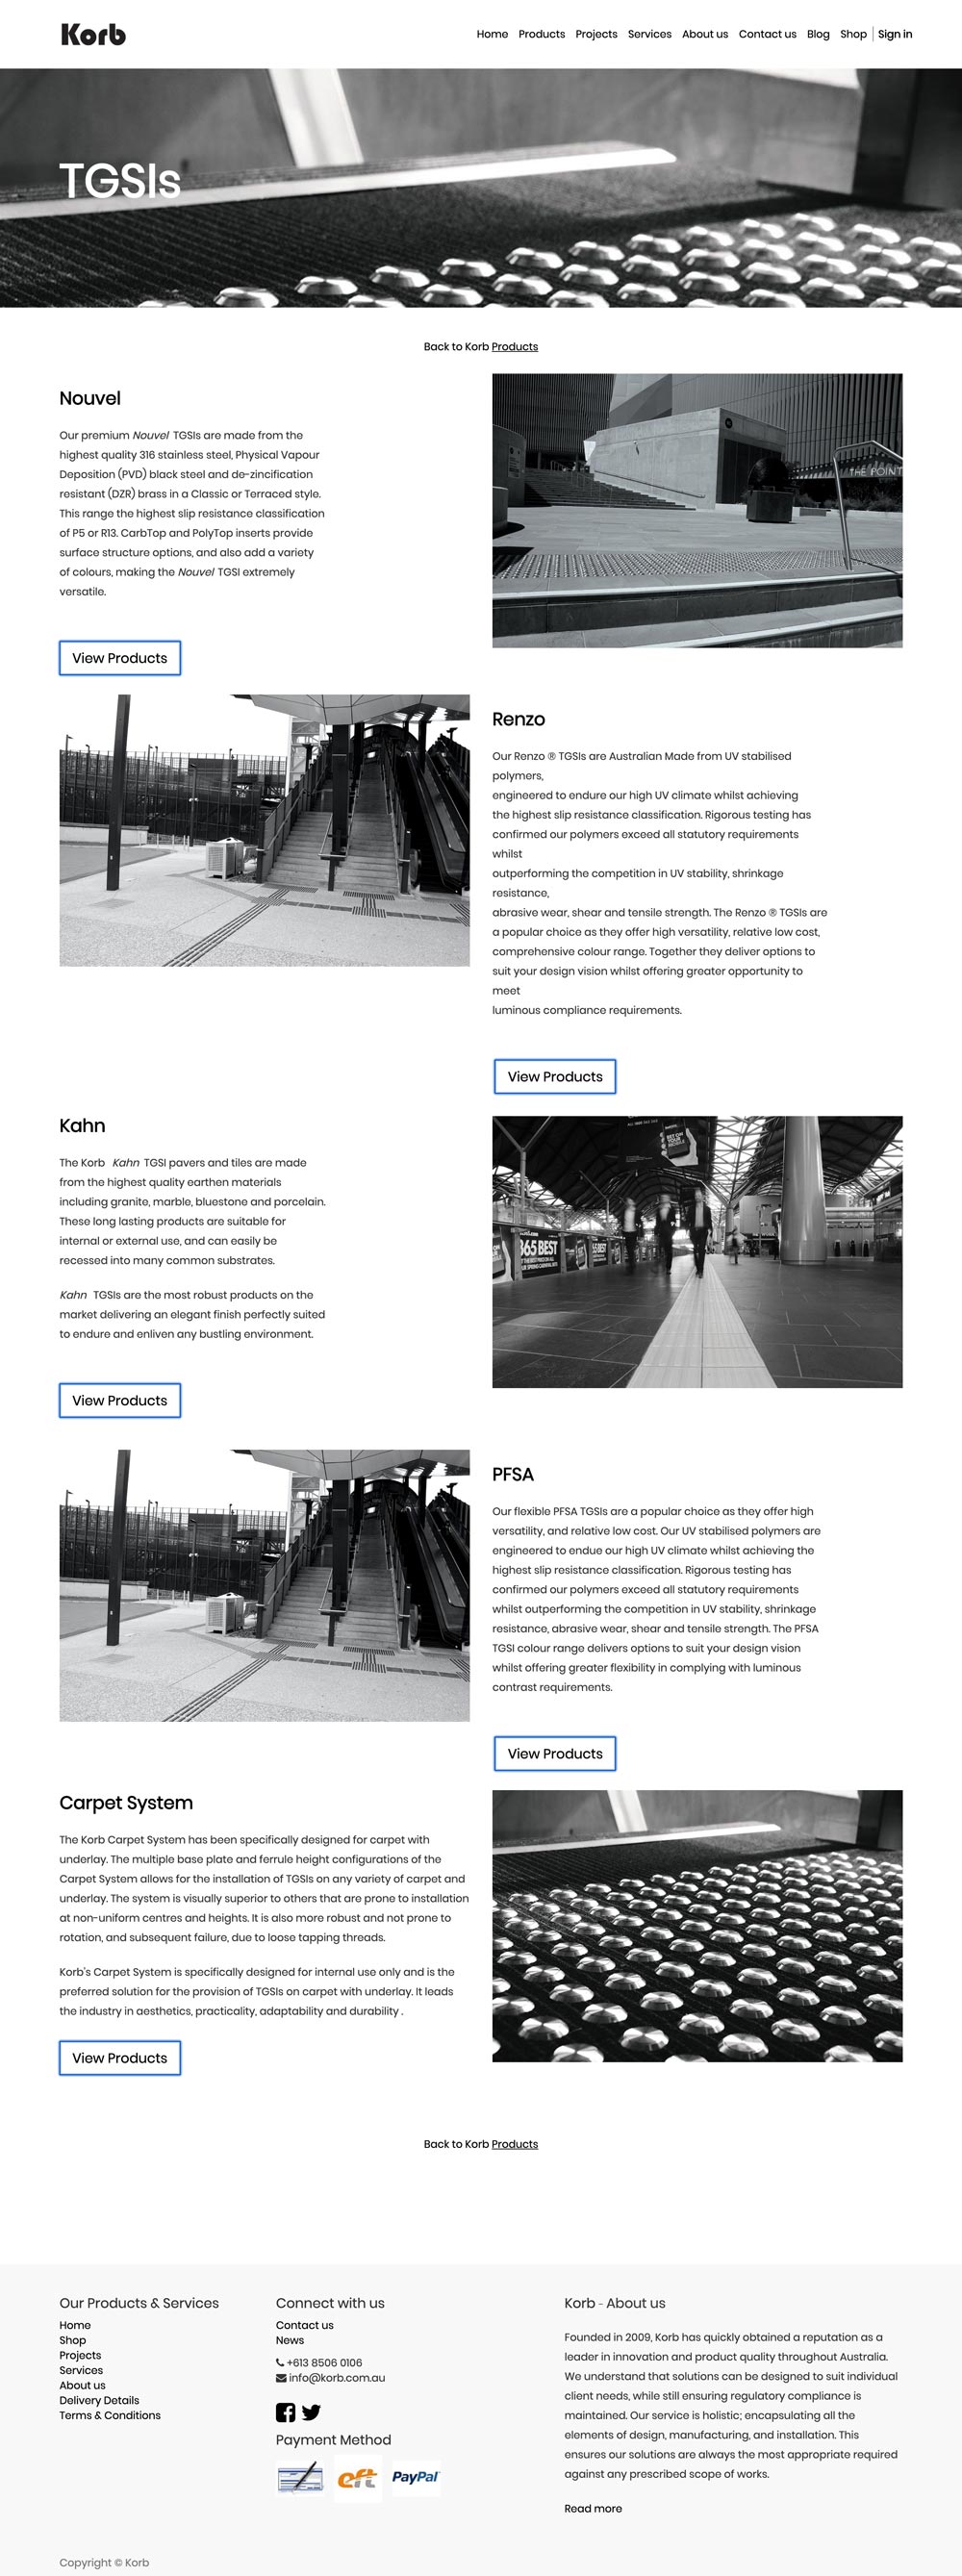 Korb
Home Products Projects Services About us Contact us Blog Shop Sign in
TGSIs
Back to Korb Products
Nouvel
Our premium Nouvel TGSIs are made from the
highest quality 316 stainless steel, Physical Vapour
Deposition (PVD) black steel and de-zincification
resistant (DZR) brass in a Classic or Terraced style.
This range the highest slip resistance classification
of P5 or R13. CarbTop and PolyTop inserts provide
surface structure options, and also add a variety
of colours, making the Nouvel TGSI extremely
versatile.
THE POINT
View Products
Renzo
Our Renzo ® TGSIs are Australian Made from UV stabilised
polymers,
engineered to endure our high UV climate whilst achieving
the highest slip resistance classification. Rigorous testing has
confirmed our polymers exceed all statutory requirements
whilst
outperforming the competition in UV stability, shrinkage
resistance,
abrasive wear, shear and tensile strength. The Renzo ® TGSIs are
a popular choice as they offer high versatility, relative low cost,
comprehensive colour range. Together they deliver options to
suit your design vision whilst offering greater opportunity to
meet
luminous compliance requirements.
View Products
Kahn
The Korb Kahn TGSI pavers and tiles are made
from the highest quality earthen materials
including granite, marble, bluestone and porcelain.
These long lasting products are suitable for
internal or external use, and can easily be
recessed into many common substrates.
Kahn TGSIs are the most robust products on the
market delivering an elegant finish perfectly suited
to endure and enliven any bustling environment.
365 BEST
View Products
PFSA
Our flexible PFSA TGSIs are a popular choice as they offer high
versatility, and relative low cost. Our UV stabilised polymers are
engineered to endue our high UV climate whilst achieving the
highest slip resistance classification. Rigorous testing has
confirmed our polymers exceed all statutory requirements
whilst outperforming the competition in UV stability, shrinkage
resistance, abrasive wear, shear and tensile strength. The PFSA
TGSI colour range delivers options to suit your design vision
whilst offering greater flexibility in complying with luminous
contrast requirements.
View Products
Carpet System
The Korb Carpet System has been specifically designed for carpet with
underlay. The multiple base plate and ferrule height configurations of the
Carpet System allows for the installation of TGSIs on any variety of carpet and
underlay. The system is visually superior to others that are prone to installation
at non-uniform centres and heights. It is also more robust and not prone to
rotation, and subsequent failure, due to loose tapping threads.
Korb's Carpet System is specifically designed for internal use only and is the
preferred solution for the provision of TGSIs on carpet with underlay. It leads
the industry in aesthetics, practicality, adaptability and durability .
View Products
Back to Korb Products
Our Products & Services
Home
Shop
Projects
Services
About us
Delivery Details
Terms & Conditions
Connect with us
Contact us
News
+613 8506 0106
info@korb.com.au
Payment Method
eft
PayPal
Korb - About us
Founded in 2009, Korb has quickly obtained a reputation as a
leader in innovation and product quality throughout Australia.
We understand that solutions can be designed to suit individual
client needs, while still ensuring regulatory compliance is
maintained. Our service is holistic; encapsulating all the
elements of design, manufacturing, and installation. This
ensures our solutions are always the most appropriate required
against any prescribed scope of works.
Read more
Copyright © Korb